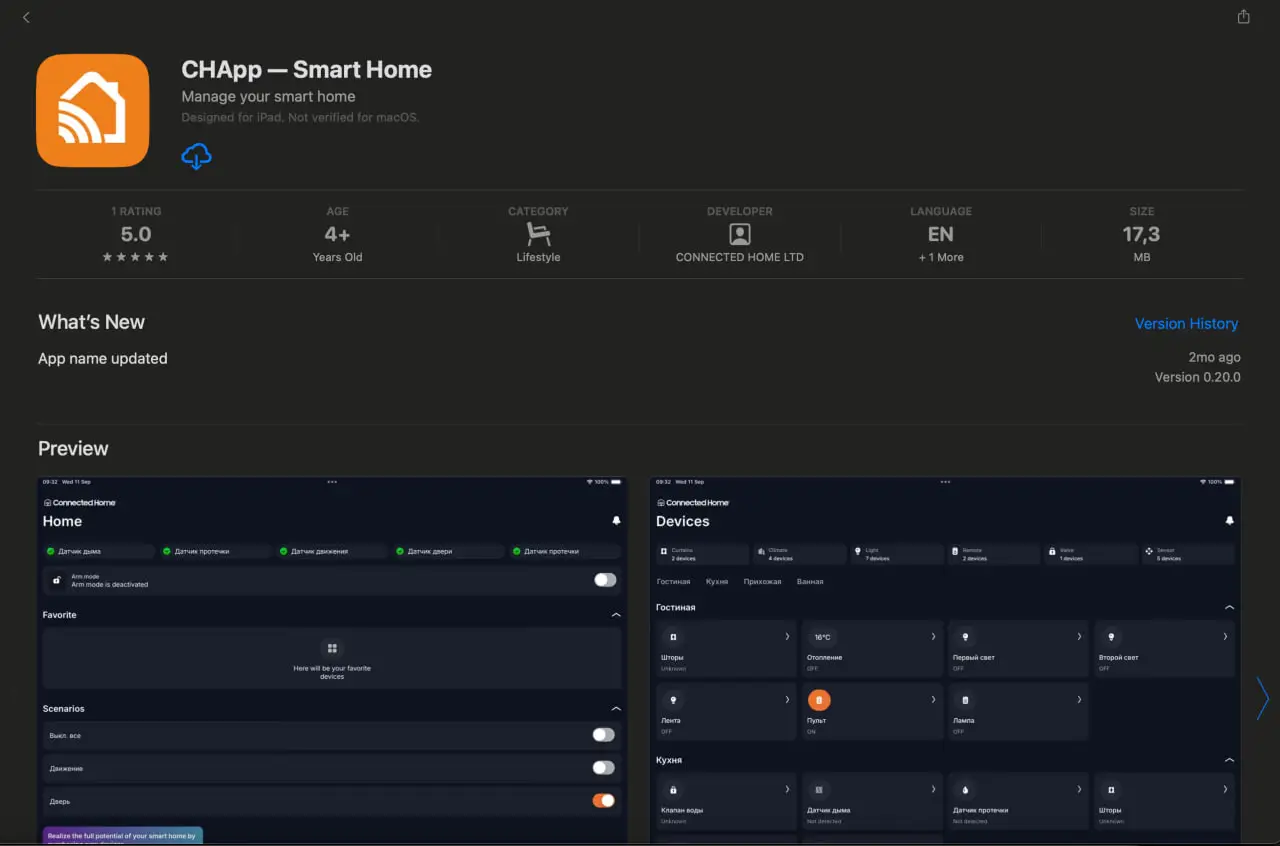 CHApp — Smart Home
Manage your smart home
Designed for iPad. Not verified for macOS.
1 RATING
5.0
AGE
4+
Years Old
CATEGORY
Lifestyle
DEVELOPER
CONNECTED HOME LTD
LANGUAGE
EN
+ 1 More
SIZE
17,3
MB
What's New
Version History
App name updated
2mo ago
Version 0.20.0
Preview
09:32 Wed 11 Sep
100%
Connected Home
Home
Датчик дыма
Датчик протечки
Датчик движения
Датчик двери
Датчик протечки
Arm mode
Arm mode is deactivated
Favorite
Here will be your favorite
devices
Scenarios
Выкл. все
Движение
Дверь
Realize the full potential of your smart home by
09:32 Wed 11 Sep
100%
Connected Home
Devices
Curtains
2 devices
Climate
4 devices
Light
7 devices
Remote
2 devices
Valve
1 devices
Sensor
5 devices
Гостиная Кухня Прихожая Ванная
Гостиная
Шторы
Unknown
16°C
Отопление
OFF
Первый свет
OFF
Второй свет
OFF
Лента
OFF
Пульт
ON
Лампа
OFF
Кухня
Клапан воды
Unknown
Датчик дыма
Not detected
Датчик протечки
Not detected
Шторы
Unknown